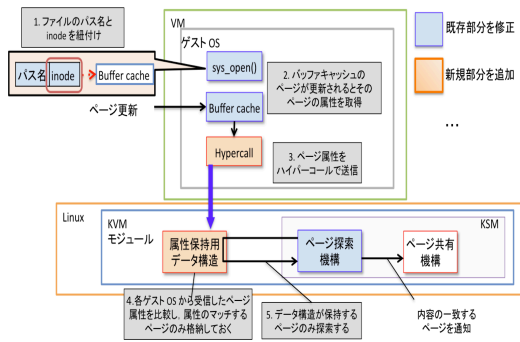 1. ファイルのパス名と
inode を紐付け
VM
ゲスト OS
既存部分を修正
パス名
inode
Buffer cache
sys_open()
新規部分を追加
2. バッファキャッシュの
ページが更新されるとその
ページの属性を取得
ページ更新
Buffer cache
…
Hypercall
3. ページ属性を
ハイパーコールで送信
Linux
KVM
モジュール
KSM
属性保持用
データ構造
ページ探索
機構
ページ共有
機構
4.各ゲスト OS から受信したページ
属性を比較し，属性のマッチする
ページのみ格納しておく
5. データ構造が保持する
ページのみ探索する
内容の一致する
ページを通知